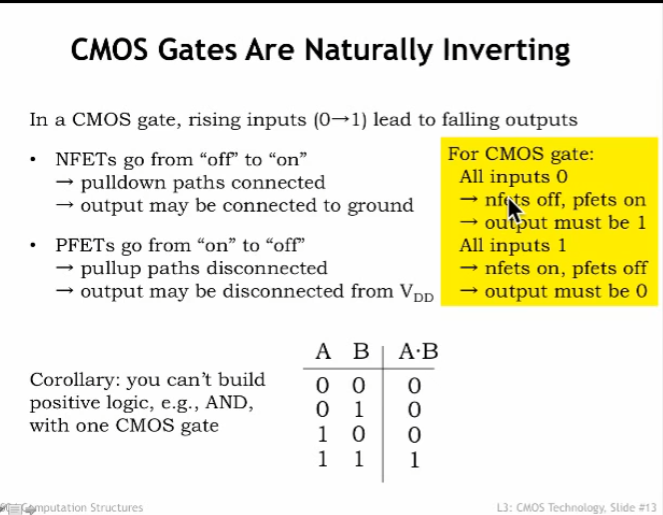 CMOS Gates Are Naturally Inverting
In a CMOS gate, rising inputs (0→1) lead to falling outputs
• NFETs go from “off” to “on”
→ pulldown paths connected
→ output may be connected to ground
• PFETs go from “on” to “off”
→ pullup paths disconnected
→ output may be disconnected from VDD
For CMOS gate:
All inputs 0
→ nfets off, pfets on
→ output must be 1
All inputs 1
→ nfets on, pfets off
→ output must be 0
Corollary: you can’t build
positive logic, e.g., AND,
with one CMOS gate
A B A·B
0 0 0
0 1 0
1 0 0
1 1 1
Computation Structures
L3: CMOS Technology, Slide #13